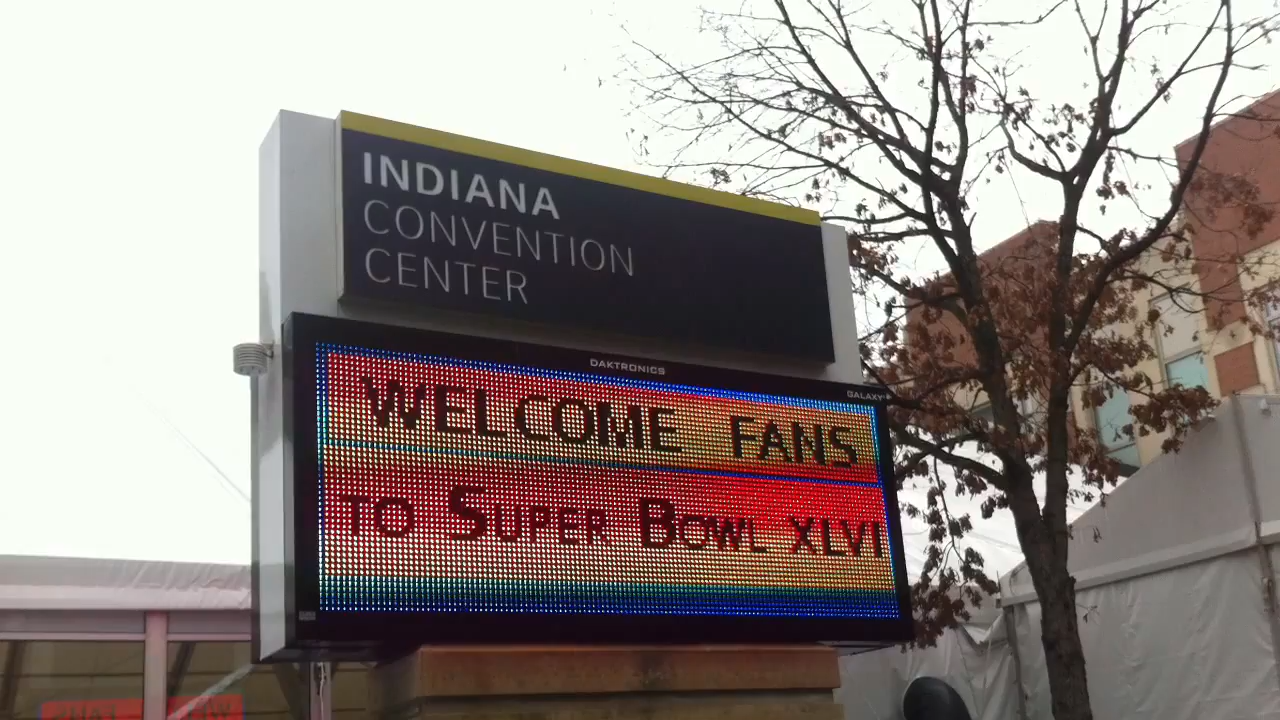 INDIANA
CONVENTION
CENTER
DAKTRONICS
GALAXY
WELCOME FANS
TO SUPER BOWL XLVI